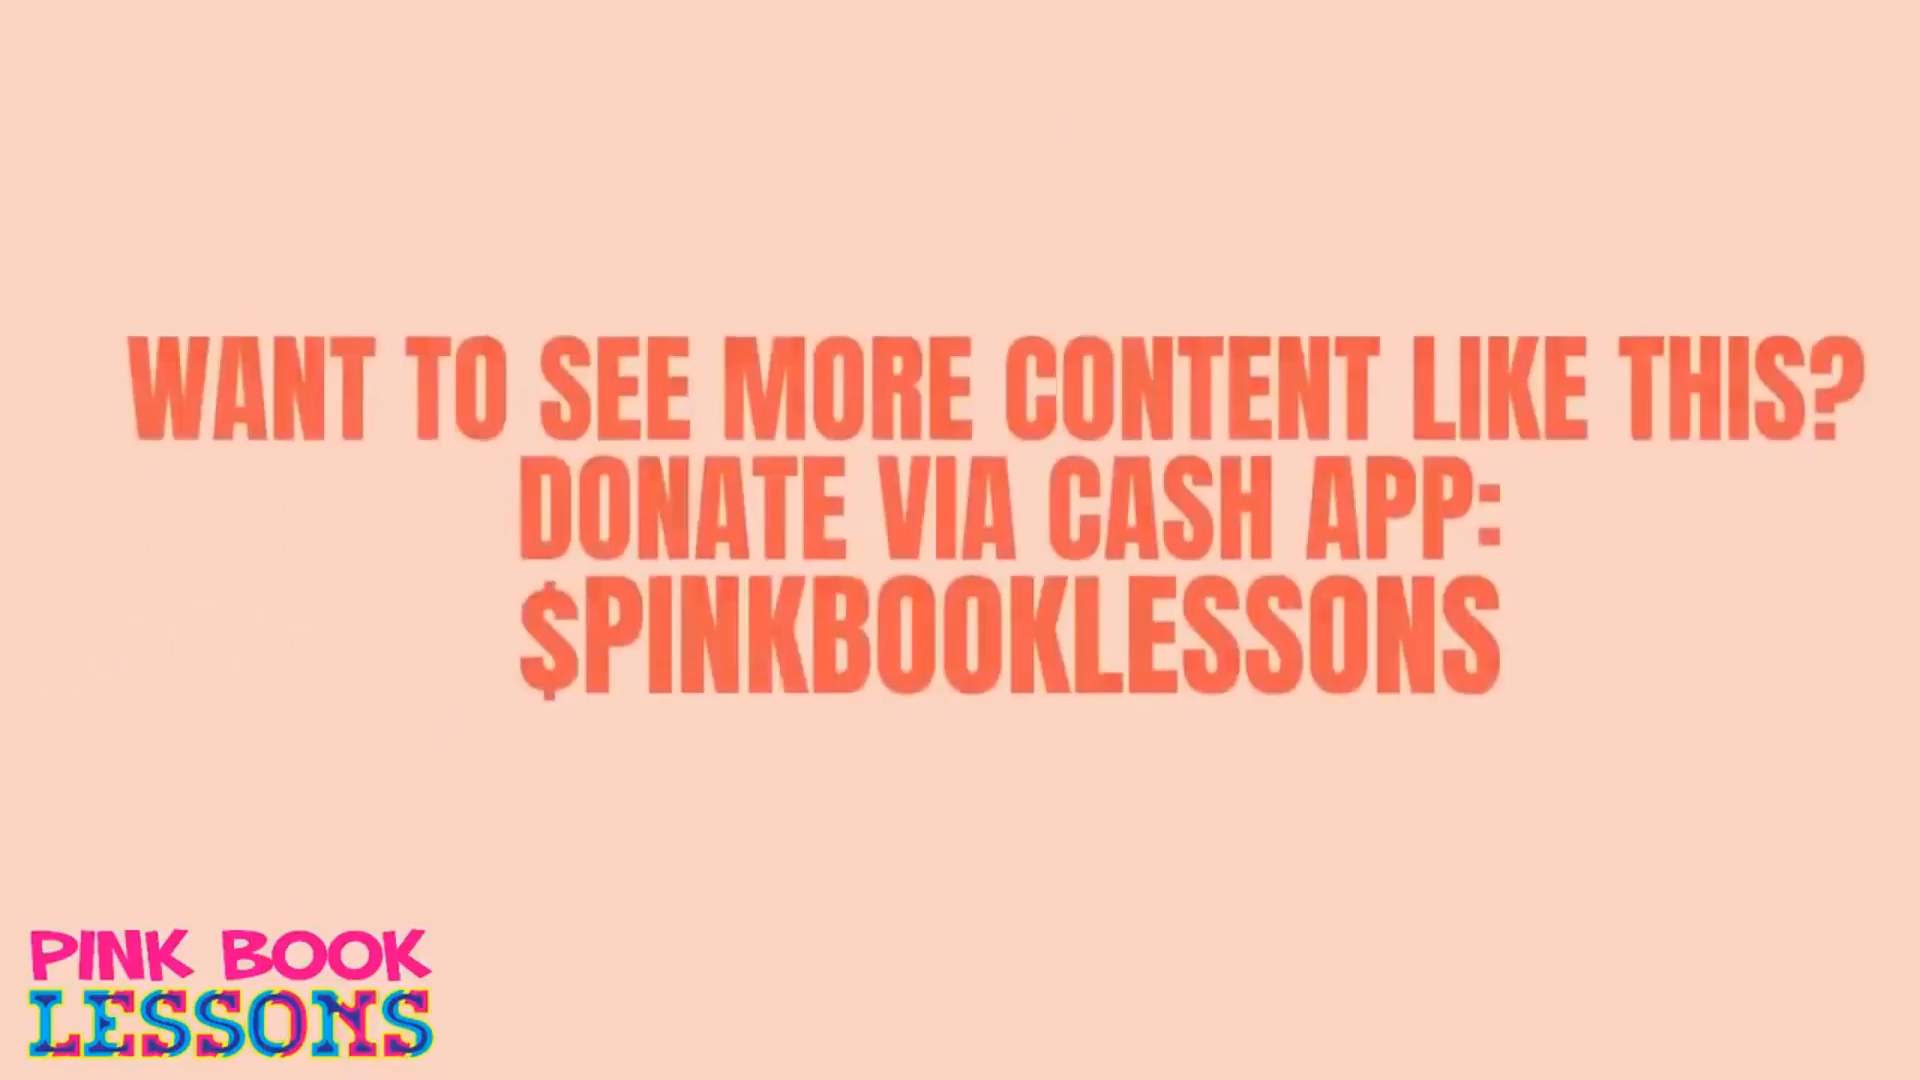 WANT TO SEE MORE CONTENT LIKE THIS?
DONATE VIA CASH APP:
$PINKBOOKLESSONS
PINK BOOK
LESSONS